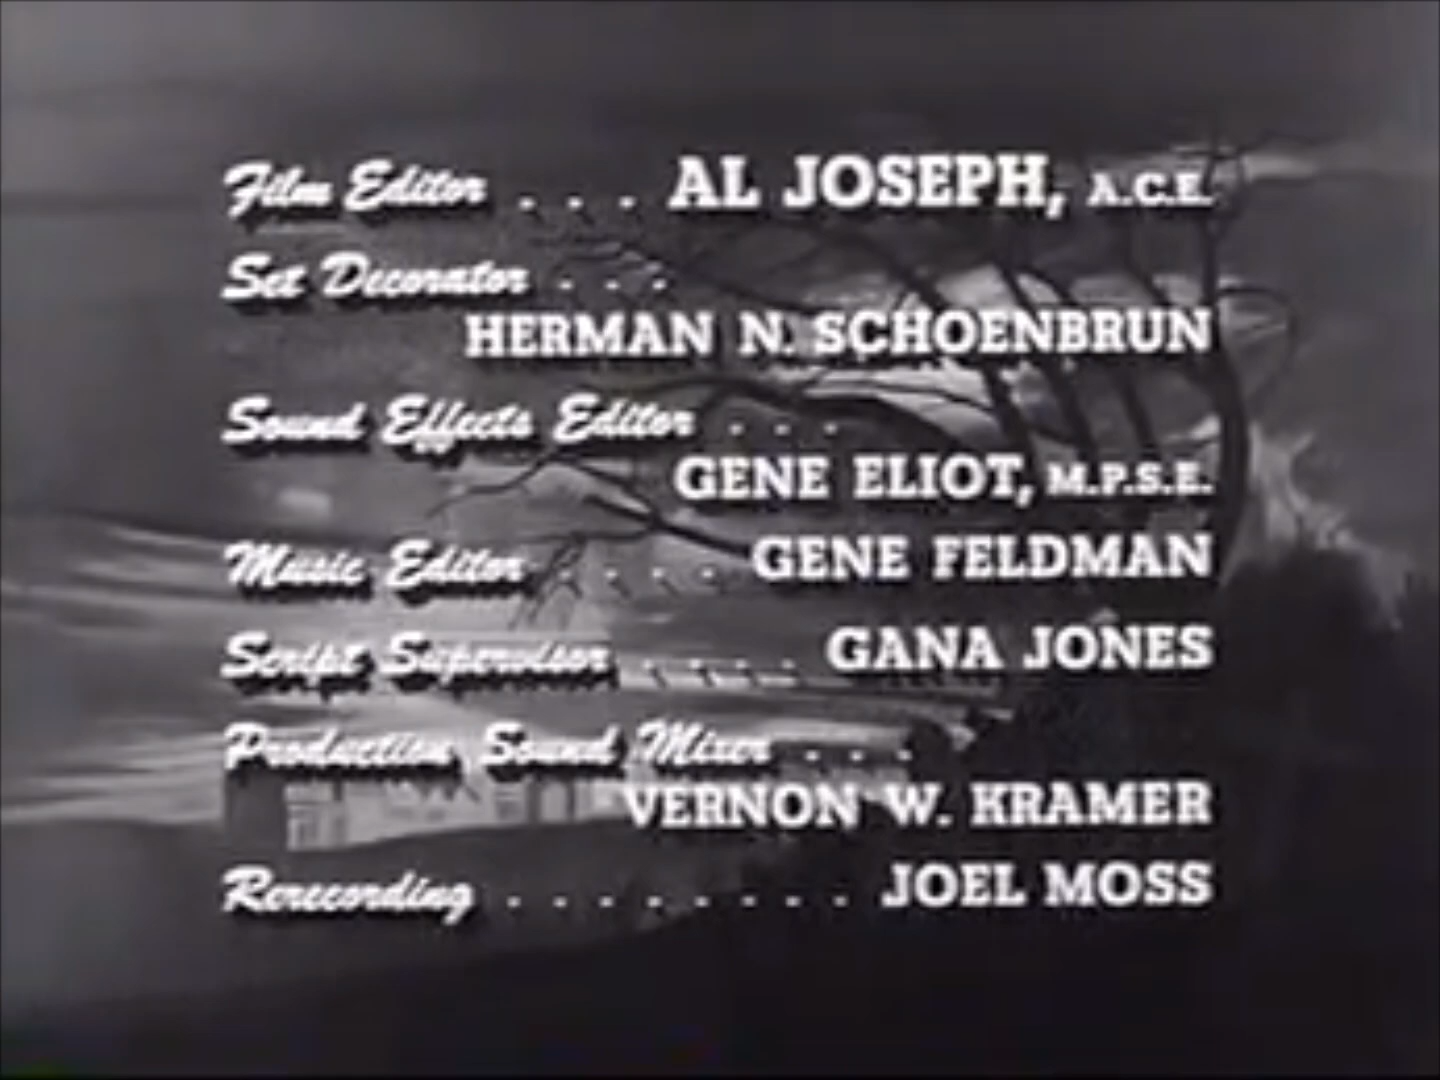 Film Editor . . . AL JOSEPH, A.C.E.
Set Decorator . . .
HERMAN N. SCHOENBRUN
Sound Effects Editor . . .
GENE ELIOT, M.P.S.E.
Music Editor . . . . GENE FELDMAN
Script Supervisor . . . . GANA JONES
Production Sound Mixer . . .
VERNON W. KRAMER
Rerecording . . . . . . . . JOEL MOSS